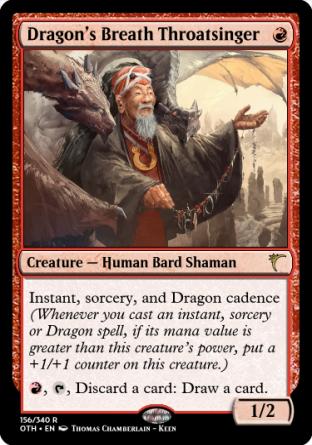 Dragon's Breath Throatsinger
Creature — Human Bard Shaman
Instant, sorcery, and Dragon cadence
(Whenever you cast an instant, sorcery
or Dragon spell, if its mana value is
greater than this creature's power, put a
+1/+1 counter on this creature.)
, , Discard a card: Draw a card.
1/2
156/340 R
OTH • EN Thomas Chamberlain - Keen